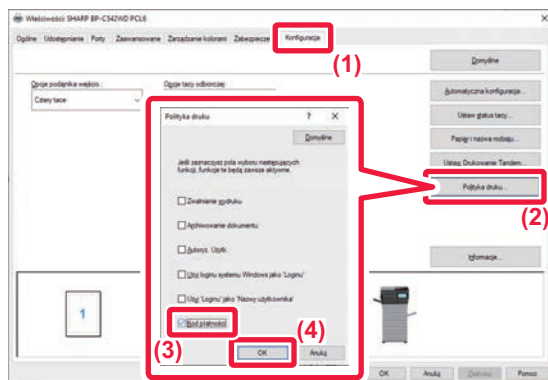 Właściwości: SHARP BP-C542WD PCL6
Ogólne Udostępnianie Porty Zaawansowane Zarządzanie kolorami Zabezpiecze Konfiguracja
(1)
Domyślne
Opcje podajnika wejścio.:
Cztery tace
Opcje tacy odbiorczej:
Automatyczna konfiguracja...
Ustaw status tacy...
Papier i nazwa rodzaju...
Ustaw Drukowanie Tandem...
Polityka druku...
(2)
Informacje...
Polityka druku ? X
Domyślne
Jeśli zaznaczysz pola wyboru następujących
funkcji, funkcje te będą zawsze aktywne.
Zwalnianie wydruku
Archiwowanie dokumentu
Autoryz. Użytk.
Użyj loginu systemu Windows jako 'Loginu'
Użyj 'Loginu' jako 'Nazwy użytkownika'
Kod płatności
(3)
(4)
OK Anuluj
1
OK Anuluj Zastosuj Pomoc